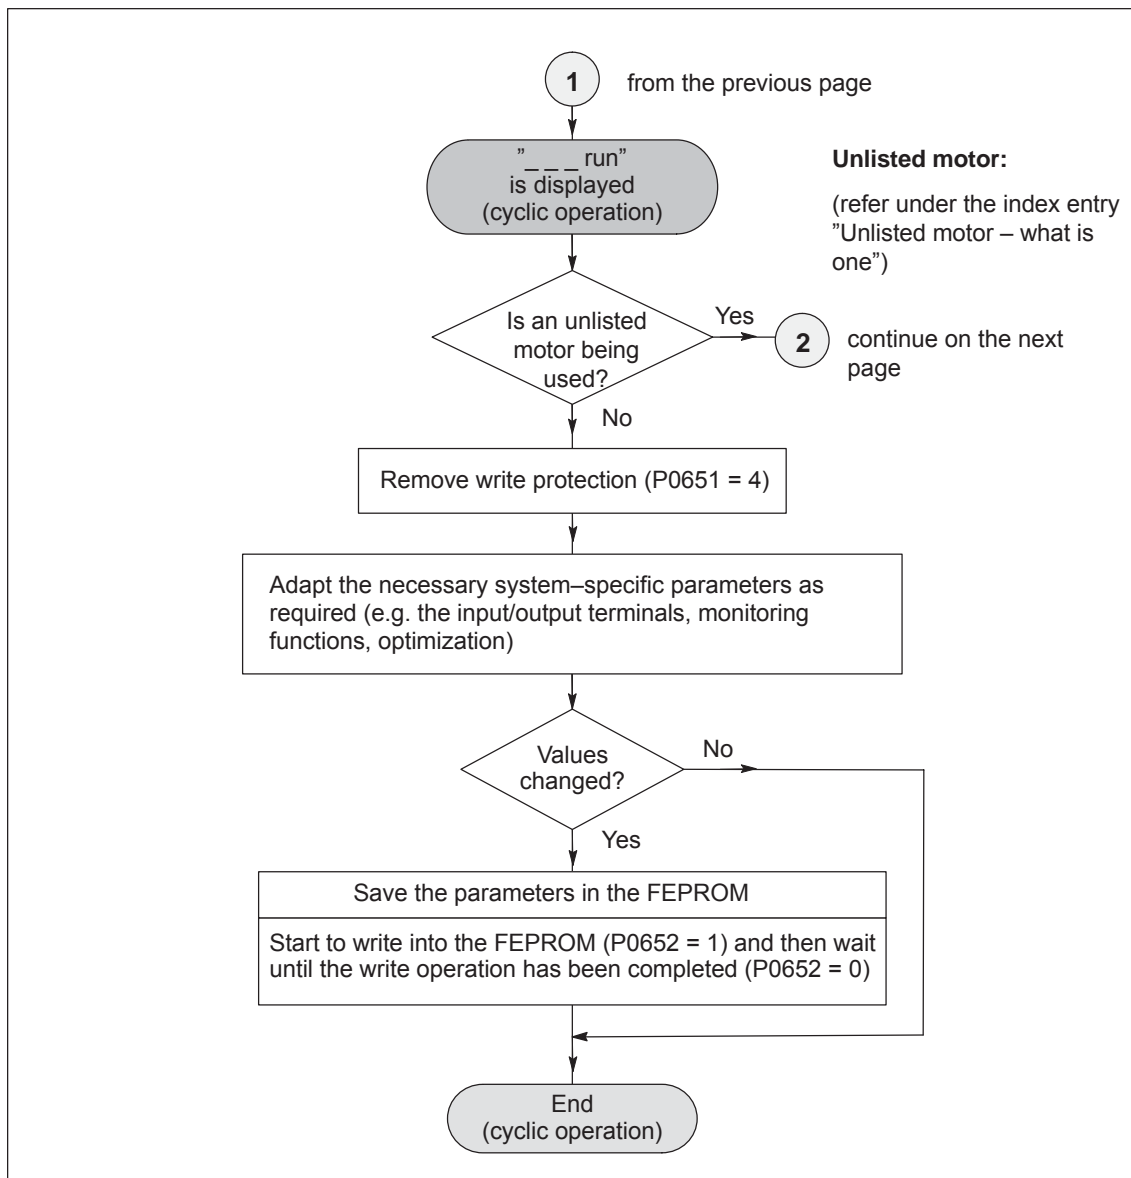 1
from the previous page
”_ _ _ run”
is displayed
(cyclic operation)
Unlisted motor:
(refer under the index entry
”Unlisted motor – what is
one”)
Is an unlisted
motor being
used?
Yes
2
continue on the next
page
No
Remove write protection (P0651 = 4)
Adapt the necessary system–specific parameters as
required (e.g. the input/output terminals, monitoring
functions, optimization)
Values
changed?
No
Yes
Save the parameters in the FEPROM
Start to write into the FEPROM (P0652 = 1) and then wait
until the write operation has been completed (P0652 = 0)
End
(cyclic operation)